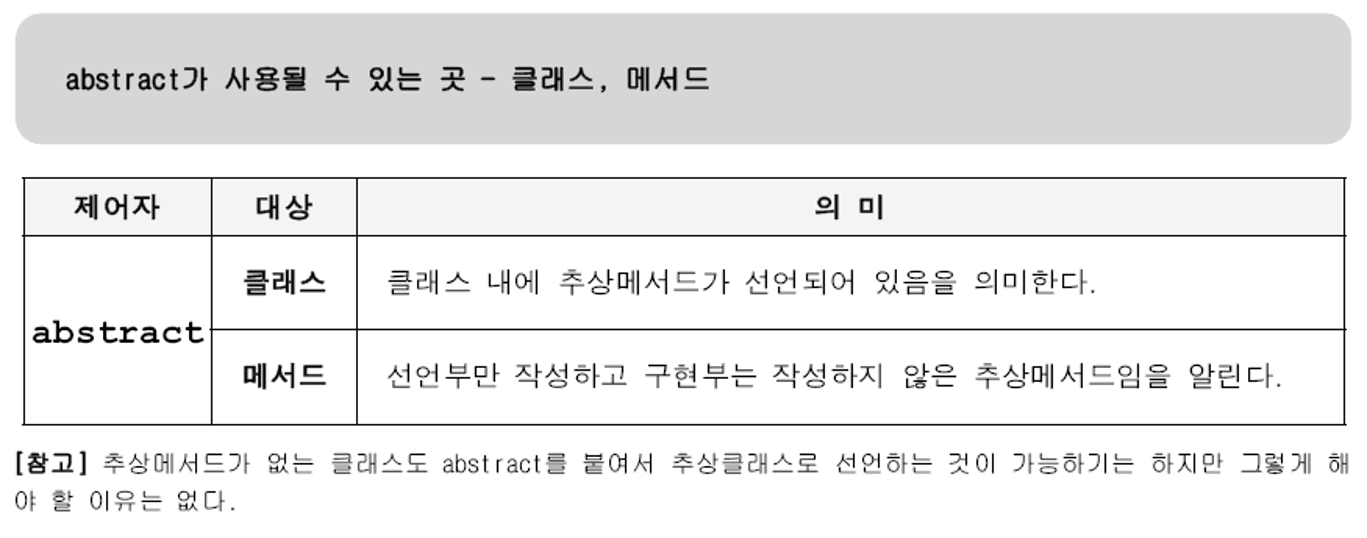 abstract가 사용될 수 있는 곳 - 클래스, 메서드
제어자 대상 의 미
abstract
클래스 클래스 내에 추상메서드가 선언되어 있음을 의미한다.
메서드 선언부만 작성하고 구현부는 작성하지 않은 추상메서드임을 알린다.
[참고] 추상메서드가 없는 클래스도 abstract를 붙여서 추상클래스로 선언하는 것이 가능하기는 하지만 그렇게 해
야 할 이유는 없다.